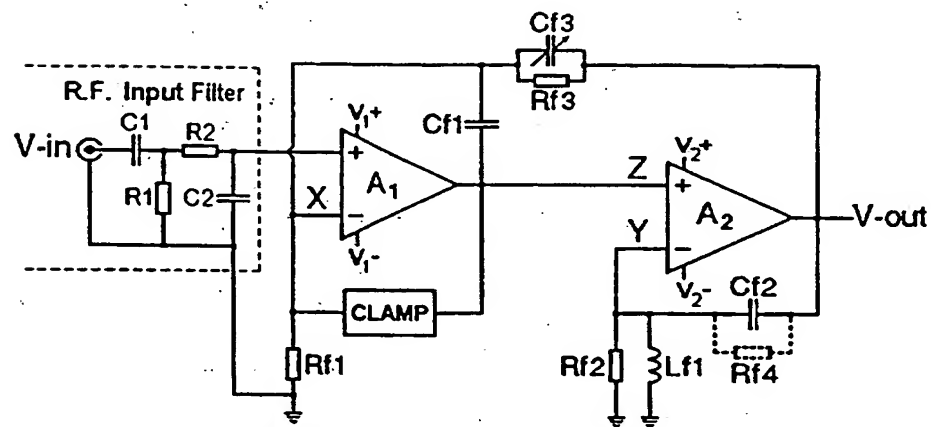 Cf3
R.F. Input Filter
Rf3
C1
R2
V₁+
Cf1
V-in
+
A₁
V₂+
Z
+
R1
C2
X
−
A₂
V-out
Y
−
V₁-
V₂-
Cf2
CLAMP
Rf1
Rf2
Lf1
Rf4